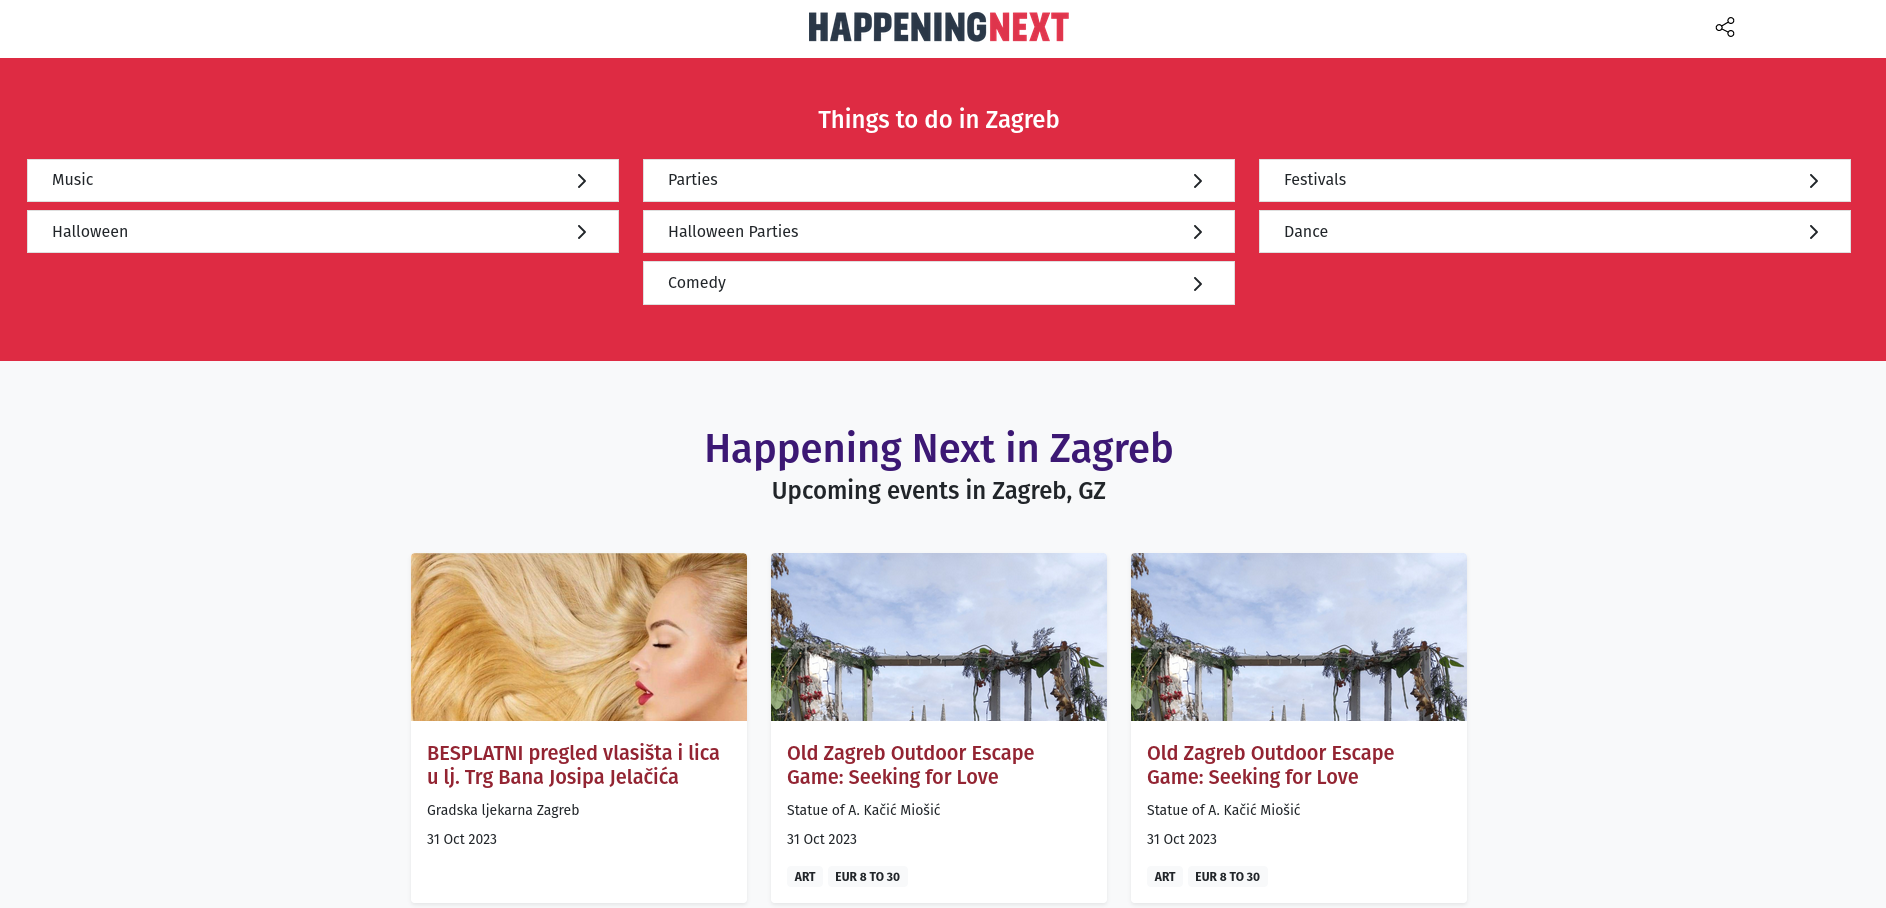 HAPPENINGNEXT
Things to do in Zagreb
Music
Parties
Festivals
Halloween
Halloween Parties
Dance
Comedy
Happening Next in Zagreb
Upcoming events in Zagreb, GZ
BESPLATNI pregled vlasišta i lica
u lj. Trg Bana Josipa Jelačića
Gradska ljekarna Zagreb
31 Oct 2023
Old Zagreb Outdoor Escape
Game: Seeking for Love
Statue of A. Kačić Miošić
31 Oct 2023
ART EUR 8 TO 30
Old Zagreb Outdoor Escape
Game: Seeking for Love
Statue of A. Kačić Miošić
31 Oct 2023
ART EUR 8 TO 30